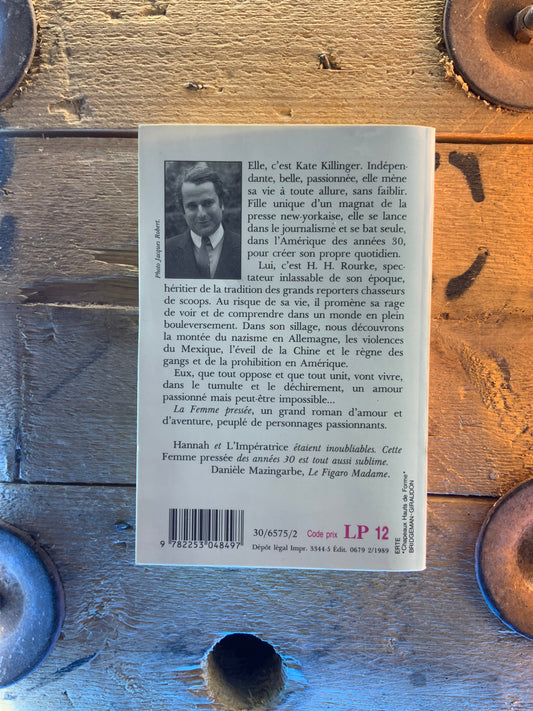 Elle, c'est Kate Killinger. Indépen-
dante, belle, passionnée, elle mène
sa vie à toute allure, sans faiblir.
Fille unique d'un magnat de la
presse new-yorkaise, elle se lance
dans le journalisme et se bat seule,
dans l'Amérique des années 30,
pour créer son propre quotidien.
Lui, c'est H. H. Rourke, spec-
tateur inlassable de son époque,
héritier de la tradition des grands reporters chasseurs
de scoops. Au risque de sa vie, il promène sa rage
de voir et de comprendre dans un monde en plein
bouleversement. Dans son sillage, nous découvrons
la montée du nazisme en Allemagne, les violences
du Mexique, l'éveil de la Chine et le règne des
gangs et de la prohibition en Amérique.
Eux, que tout oppose et que tout unit, vont vivre,
dans le tumulte et le déchirement, un amour
passionné mais peut-être impossible...
La Femme pressée, un grand roman d'amour et
d'aventure, peuplé de personnages passionnants.
Hannah et L'Impératrice étaient inoubliables. Cette
Femme pressée des années 30 est tout aussi sublime.
Danièle Mazingarbe, Le Figaro Madame.
Photo Jacques Robert.
9 782253 048497
30/6575/2 Code prix LP 12
Dépôt légal Impr. 3344-5 Édit. 0679 2/1989
ERTE
"Chapeaux Hauts de Forme"
BRIDGEMAN-GIRAUDON